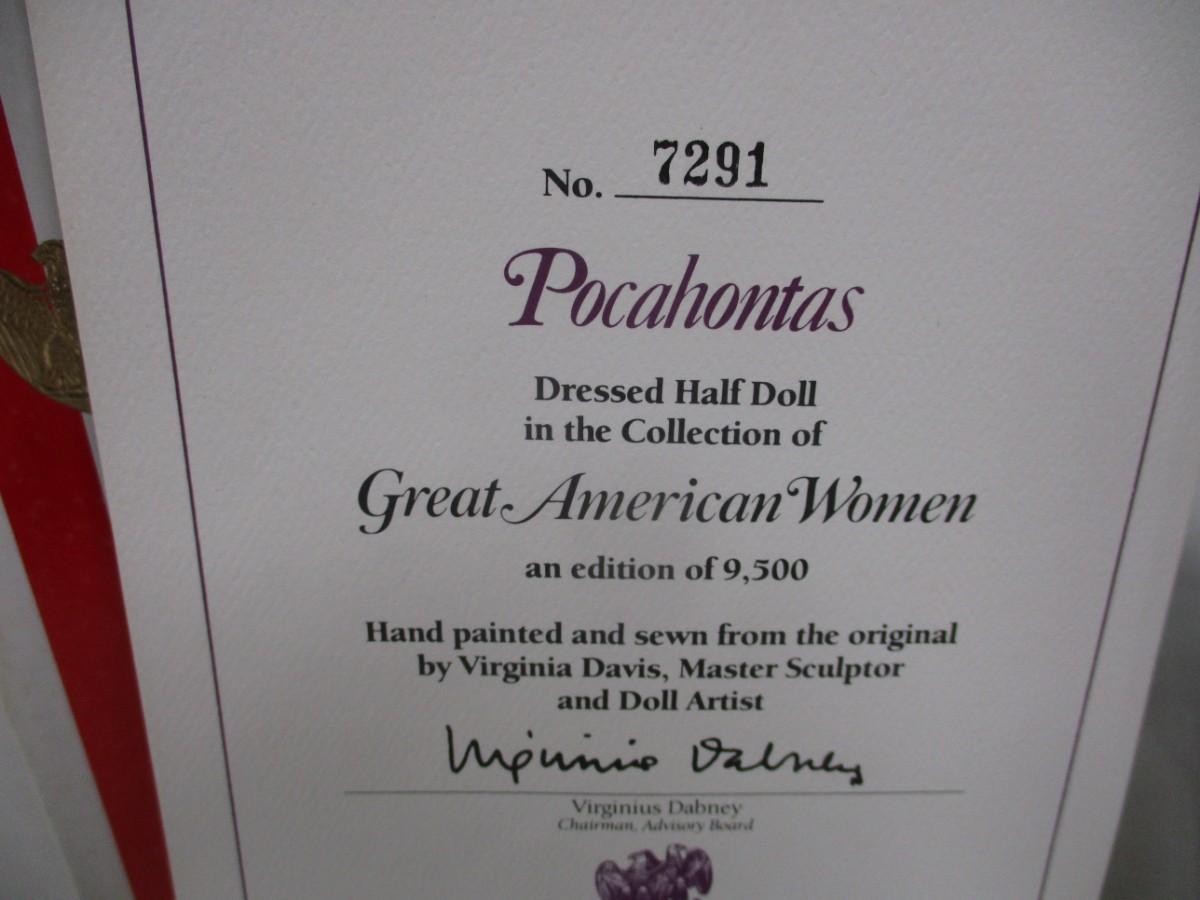 No. 7291
Pocahontas
Dressed Half Doll
in the Collection of
Great American Women
an edition of 9,500
Hand painted and sewn from the original
by Virginia Davis, Master Sculptor
and Doll Artist
Virginius Dabney
Virginius Dabney
Chairman, Advisory Board